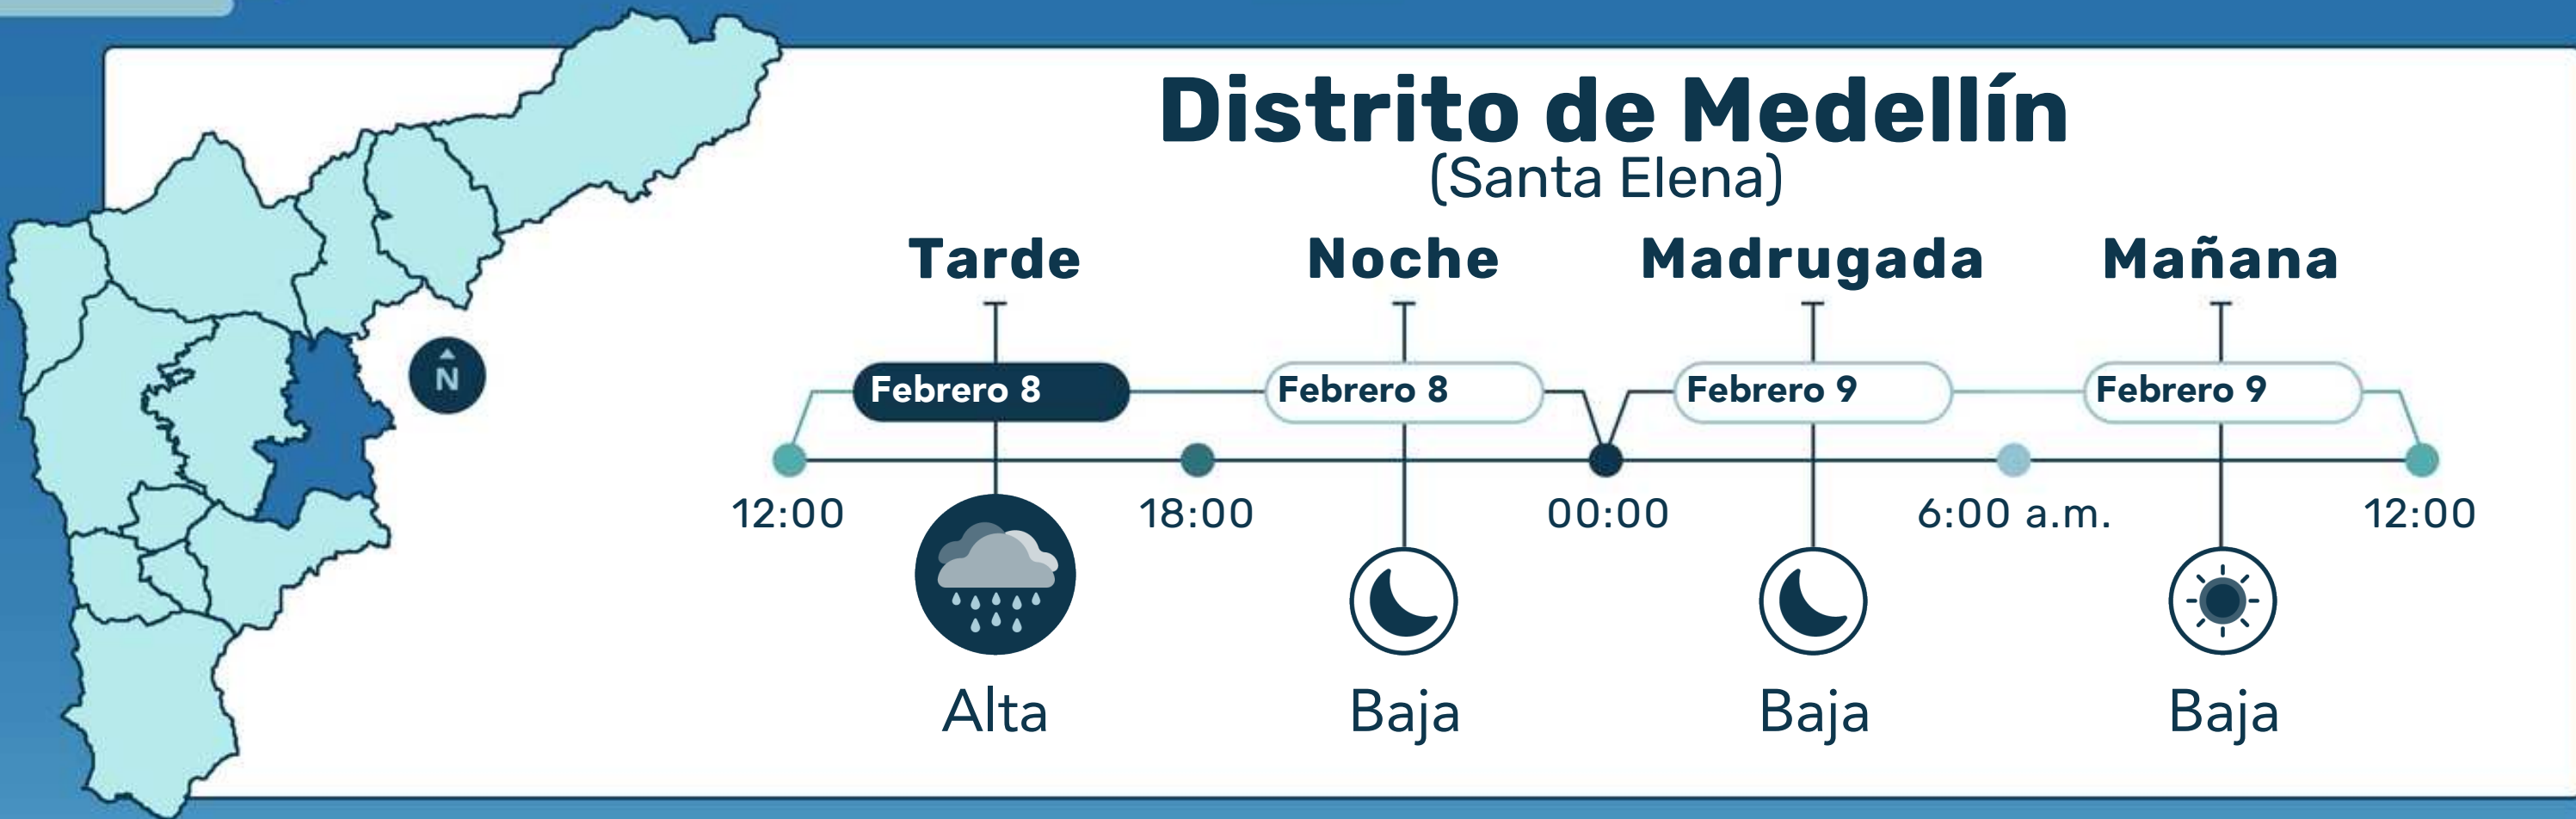 Distrito de Medellín
(Santa Elena)
Tarde Noche Madrugada Mañana
Febrero 8 Febrero 8 Febrero 9 Febrero 9
N
12:00 18:00 00:00 6:00 a.m. 12:00
Alta Baja Baja Baja